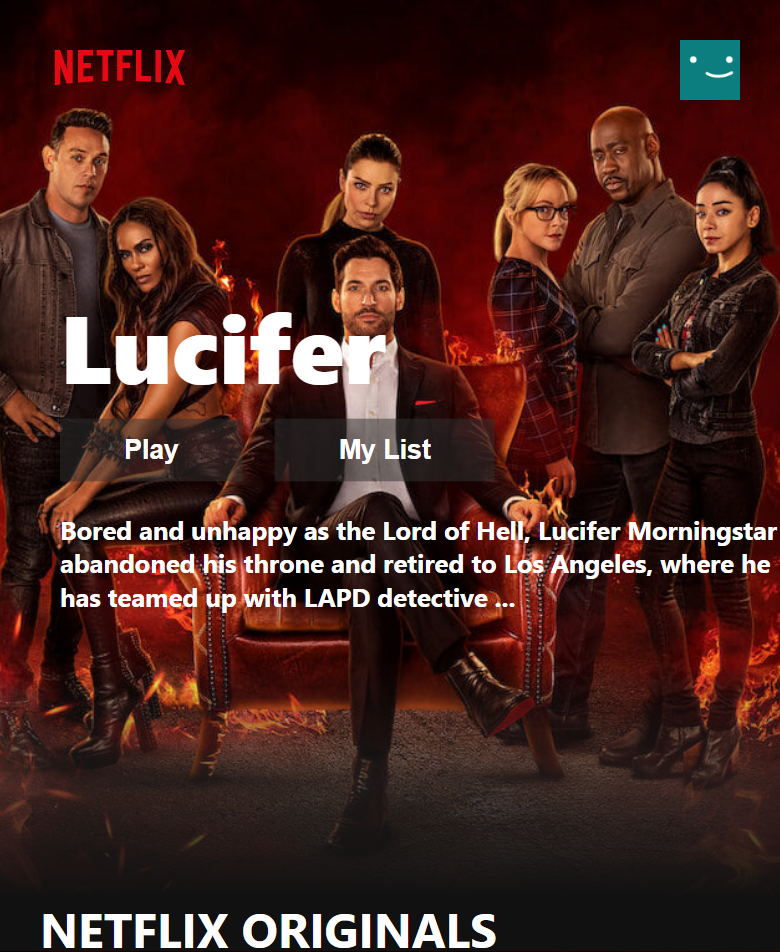 NETFLIX
Lucifer
Play
My List
Bored and unhappy as the Lord of Hell, Lucifer Morningstar
abandoned his throne and retired to Los Angeles, where he
has teamed up with LAPD detective ...
NETFLIX ORIGINALS